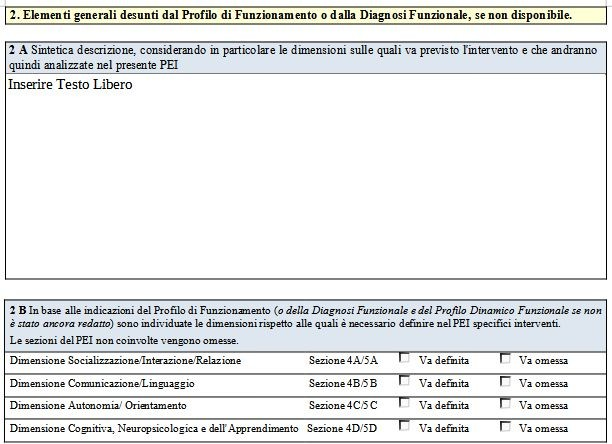 2. Elementi generali desunti dal Profilo di Funzionamento o dalla Diagnosi Funzionale, se non disponibile.
2 A Sintetica descrizione, considerando in particolare le dimensioni sulle quali va previsto l'intervento e che andranno
quindi analizzate nel presente PEI
Inserire Testo Libero
2 B In base alle indicazioni del Profilo di Funzionamento (o della Diagnosi Funzionale e del Profilo Dinamico Funzionale se non
è stato ancora redatto) sono individuate le dimensioni rispetto alle quali è necessario definire nel PEI specifici interventi.
Le sezioni del PEI non coinvolte vengono omesse.
Dimensione Socializzazione/Interazione/Relazione Sezione 4A/5A Va definita Va omessa
Dimensione Comunicazione/Linguaggio Sezione 4B/5B Va definita Va omessa
Dimensione Autonomia/ Orientamento Sezione 4C/5C Va definita Va omessa
Dimensione Cognitiva, Neuropsicologica e dell'Apprendimento Sezione 4D/5D Va definita Va omessa